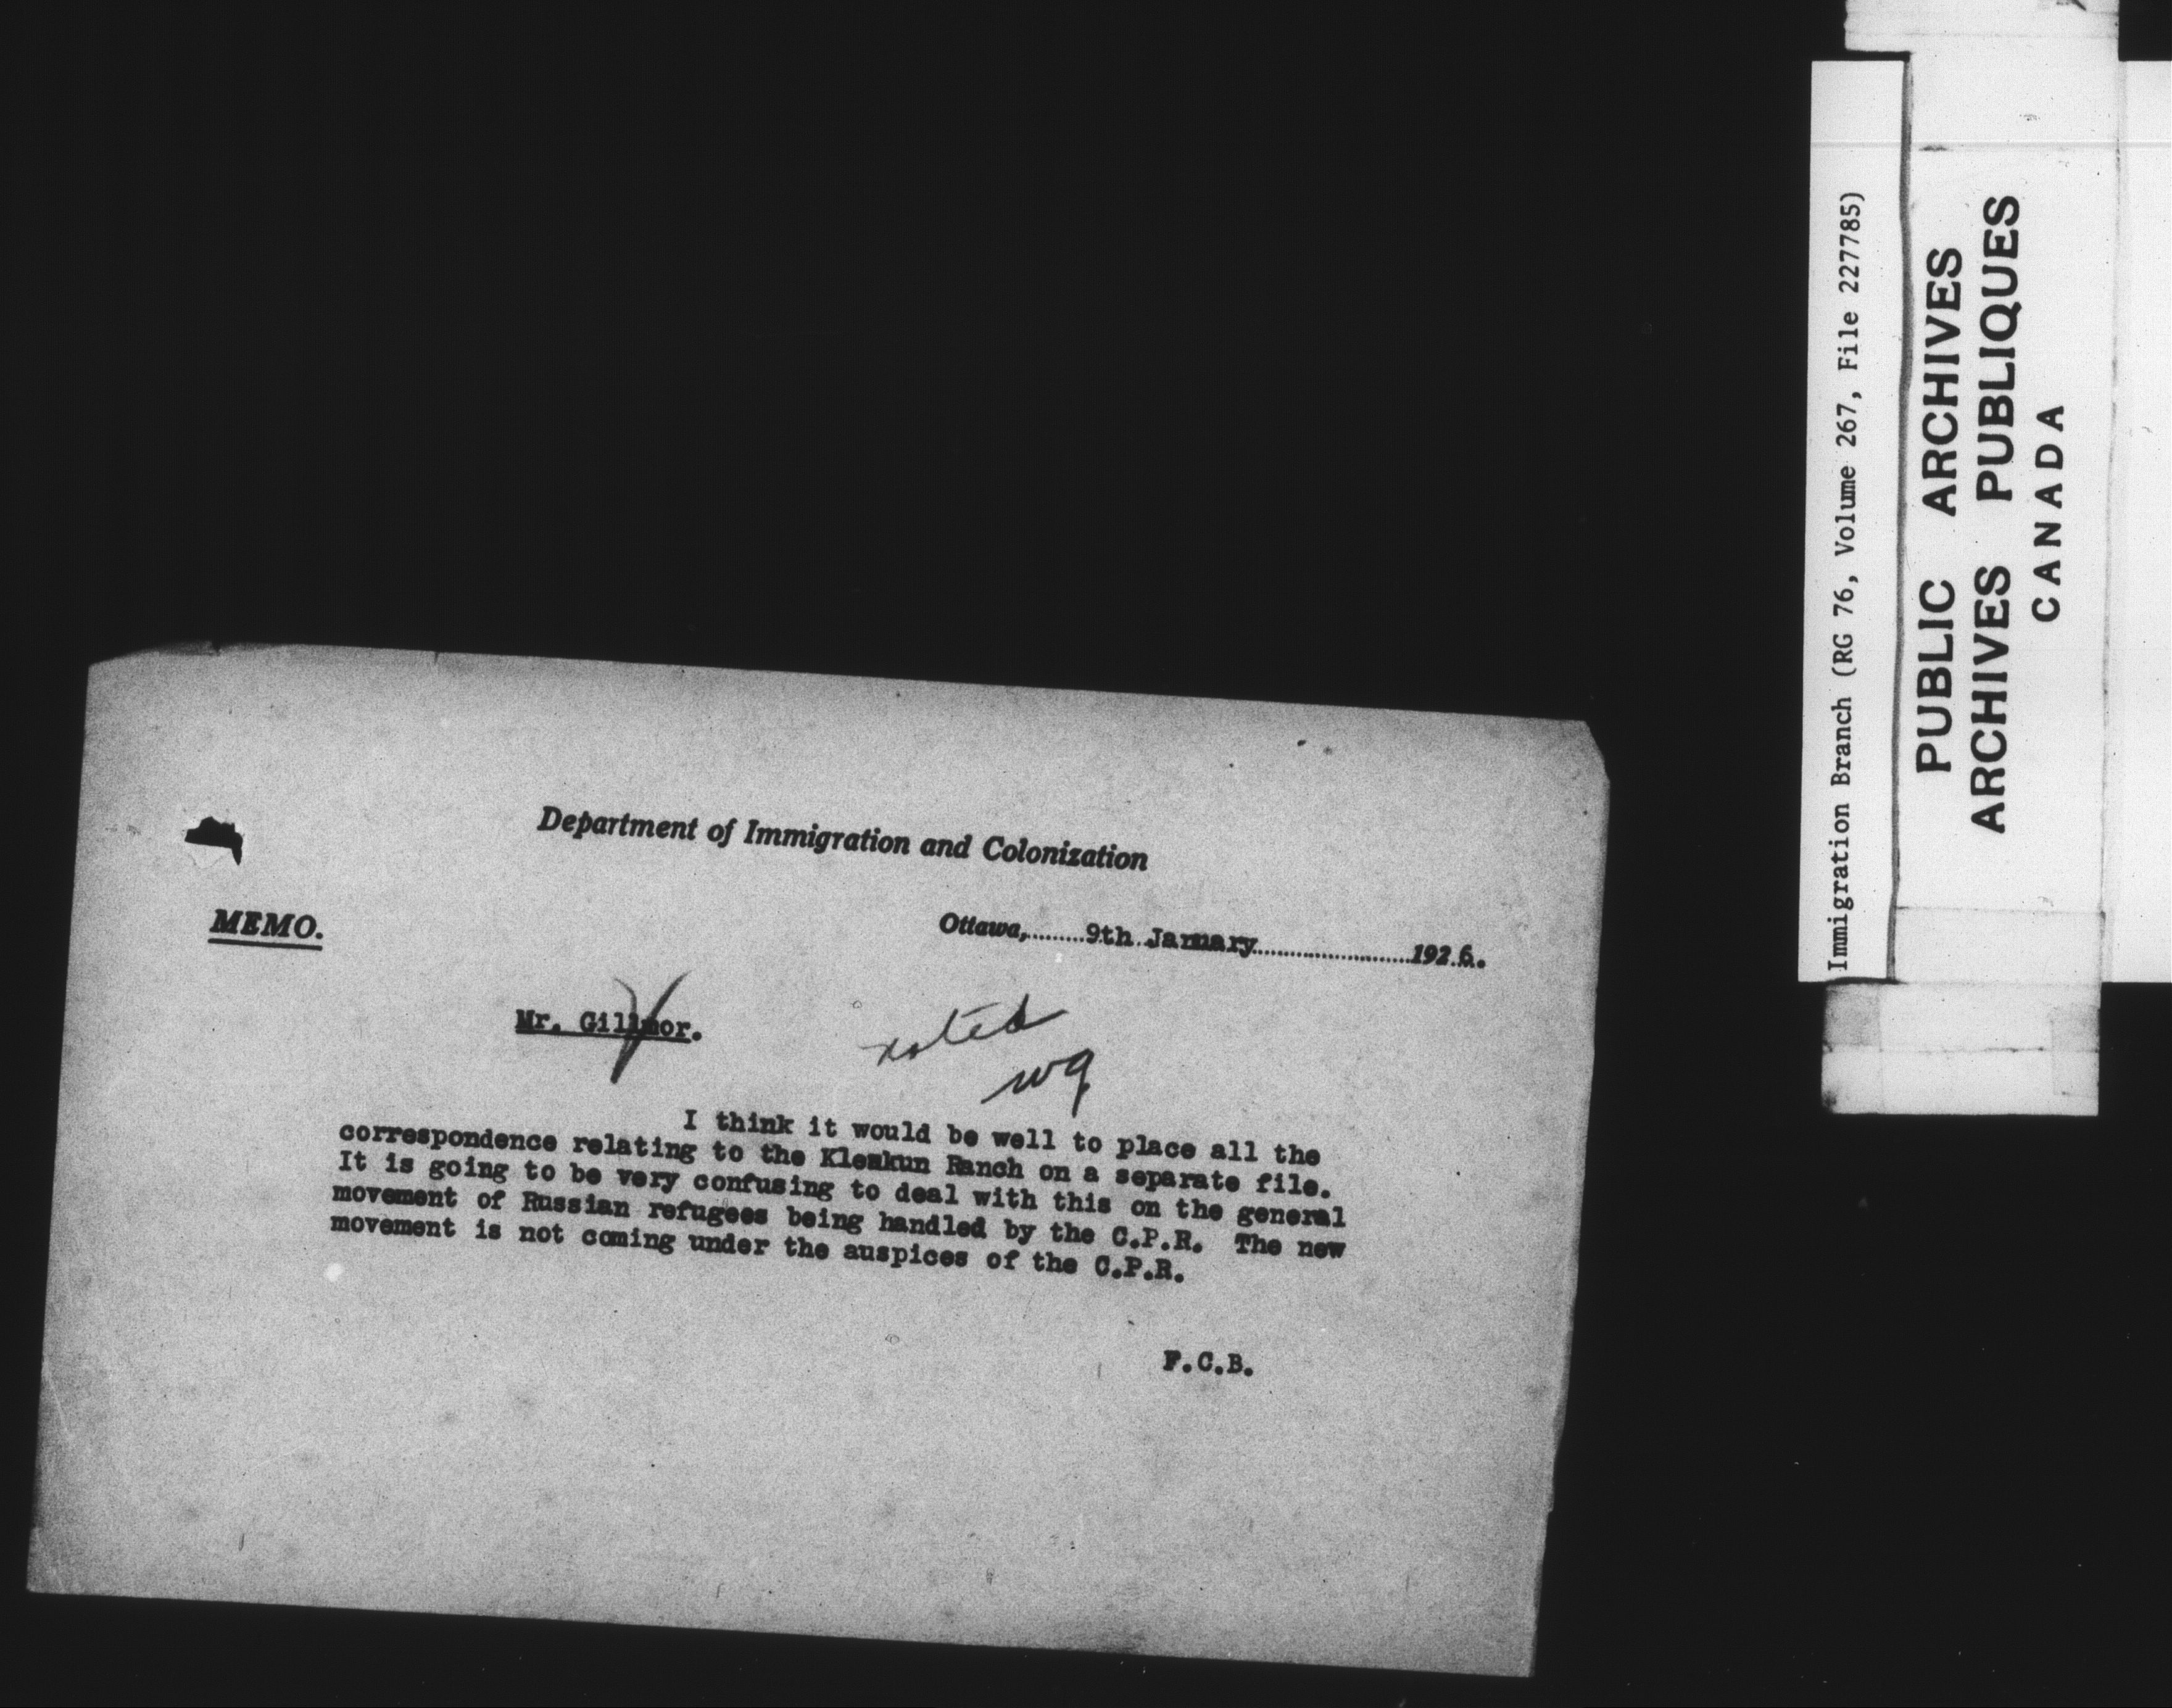 Department of Immigration and Colonization
MEMO.
Ottawa, 9th January 1926.
Mr. Gillmor.
noted
WG
I think it would be well to place all the
correspondence relating to the Kleskun Ranch on a separate file.
It is going to be very confusing to deal with this on the general
movement of Russian refugees being handled by the C.P.R. The new
movement is not coming under the auspices of the C.P.R.
F.C.B.
Immigration Branch (RG 76, Volume 267, File 227785)
PUBLIC ARCHIVES
ARCHIVES PUBLIQUES
CANADA